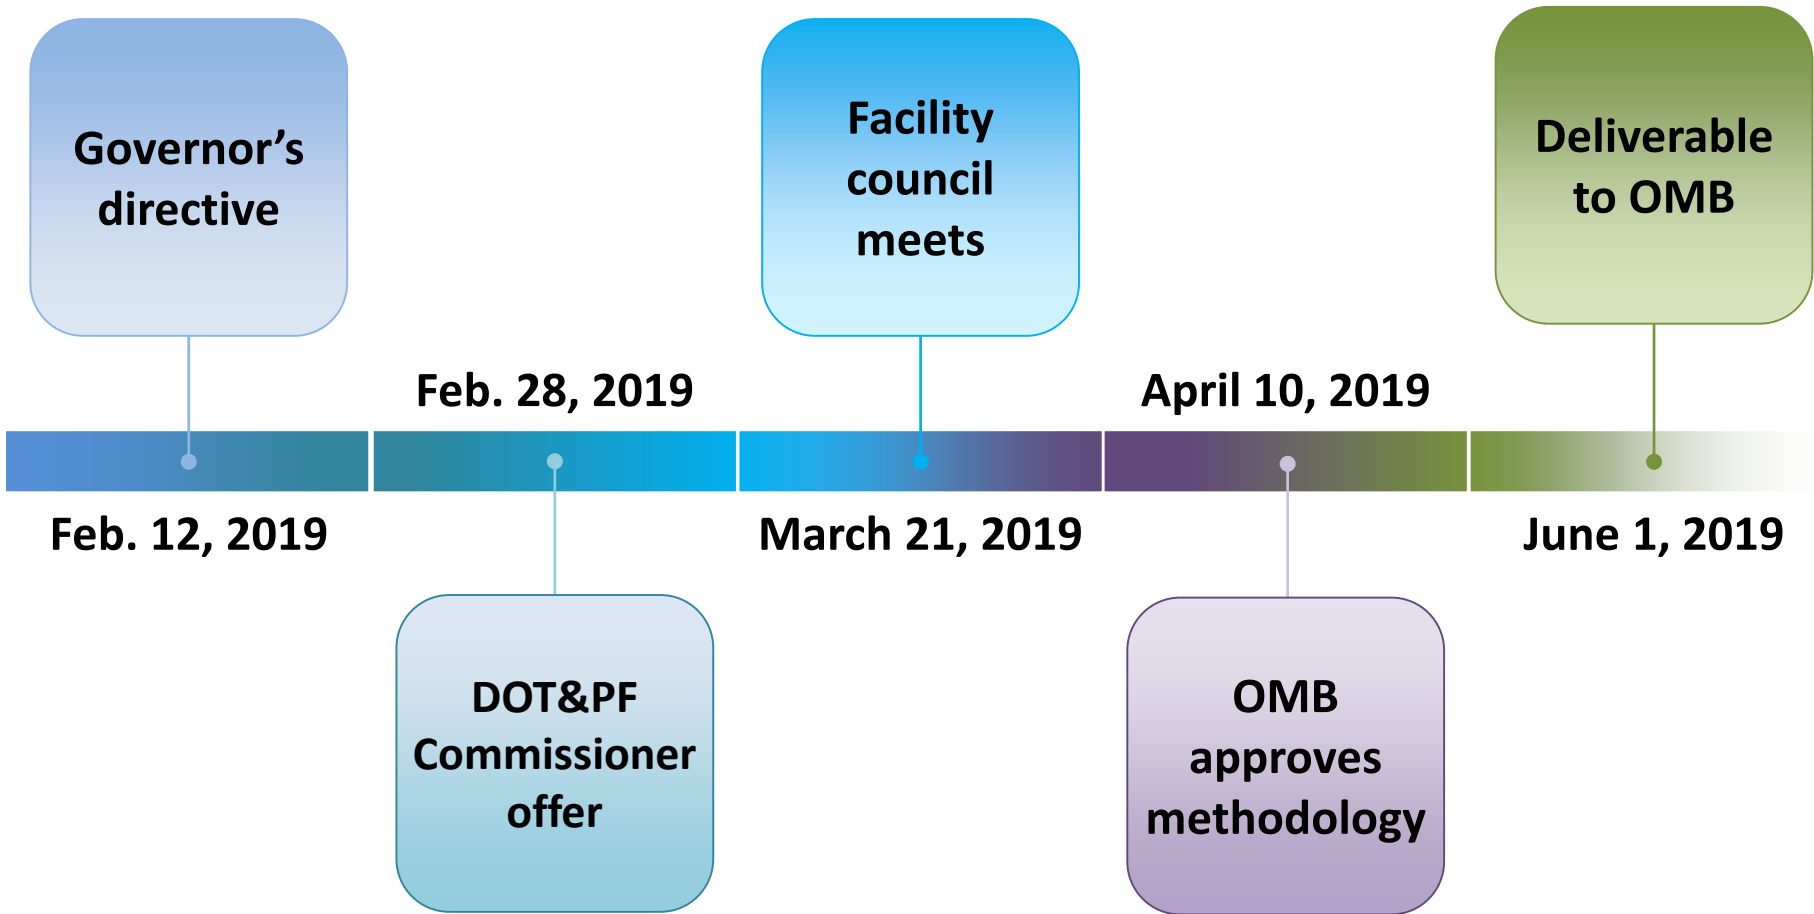 Governor’s
directive
Feb. 12, 2019
Feb. 28, 2019
DOT&PF
Commissioner
offer
Facility
council
meets
March 21, 2019
April 10, 2019
OMB
approves
methodology
Deliverable
to OMB
June 1, 2019